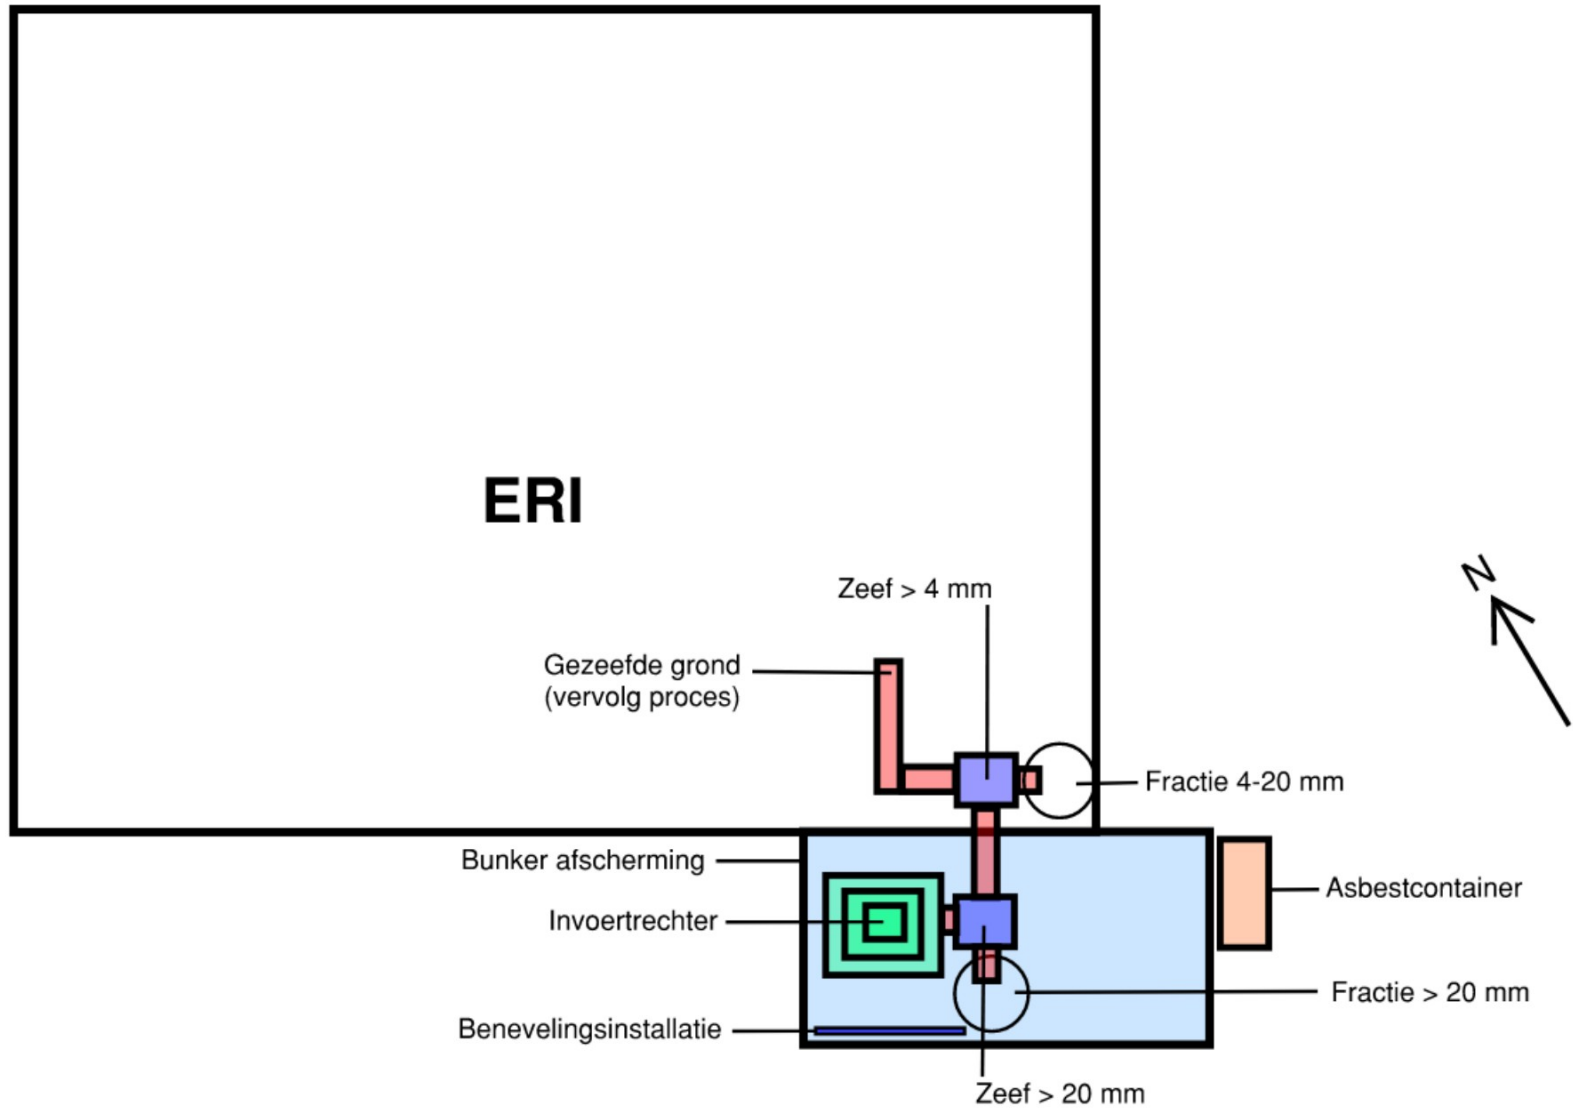 ERI
N
Zeef > 4 mm
Gezeefde grond
(vervolg proces)
Fractie 4-20 mm
Bunker afscherming
Asbestcontainer
Invoertrechter
Fractie > 20 mm
Benevelingsinstallatie
Zeef > 20 mm